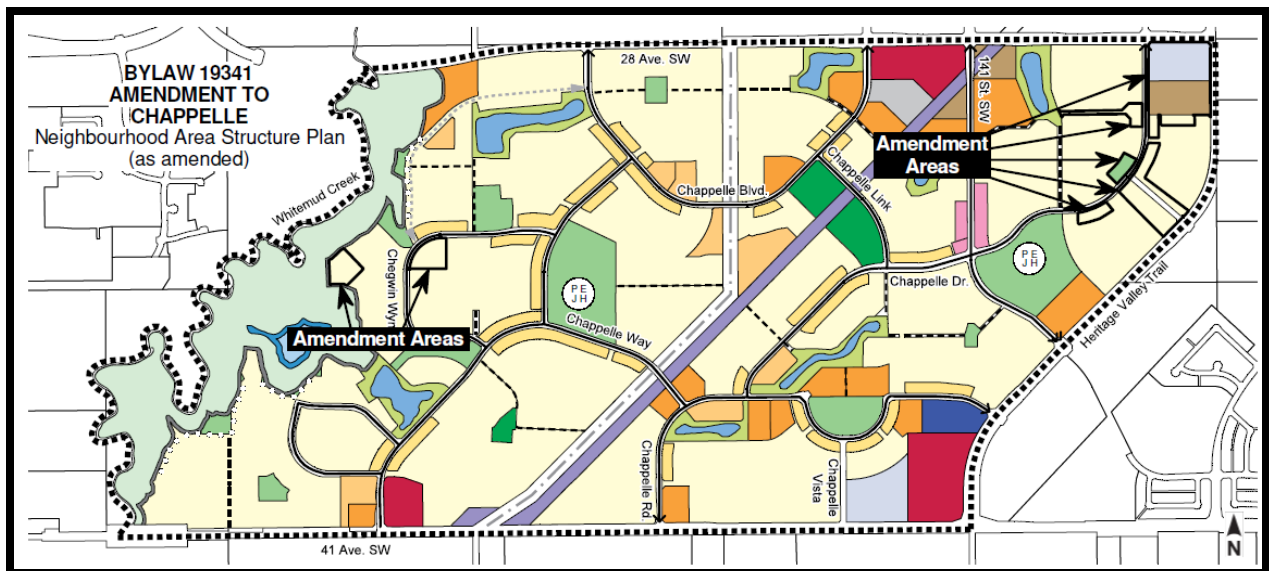 BYLAW 19341
AMENDMENT TO
CHAPPELLE
Neighbourhood Area Structure Plan
(as amended)
28 Ave. SW
141 St. SW
Amendment
Areas
Whitemud Creek
Chappelle Blvd.
Chappelle Link
Chegwin Wynd
P E
J H
P E
J H
Chappelle Dr.
Heritage Valley Trail
Amendment Areas
Chappelle Way
Chappelle Rd.
Chappelle
Vista
41 Ave. SW
N